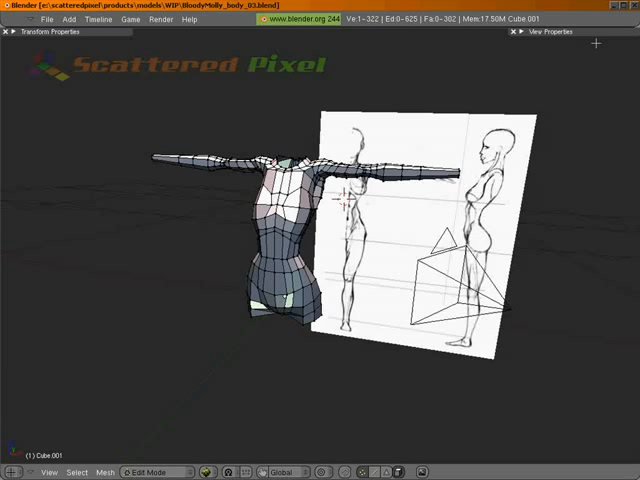 Blender [e:\scatteredpixel\products\models\WIP\BloodyMolly_body_03.blend]
File Add Timeline Game Render Help www.blender.org 244 Ve:1-322 | Ed:0-625 | Fa:0-302 | Mem:17.50M Cube.001
Transform Properties View Properties
Scattered Pixel
(1) Cube.001
View Select Mesh Edit Mode Global